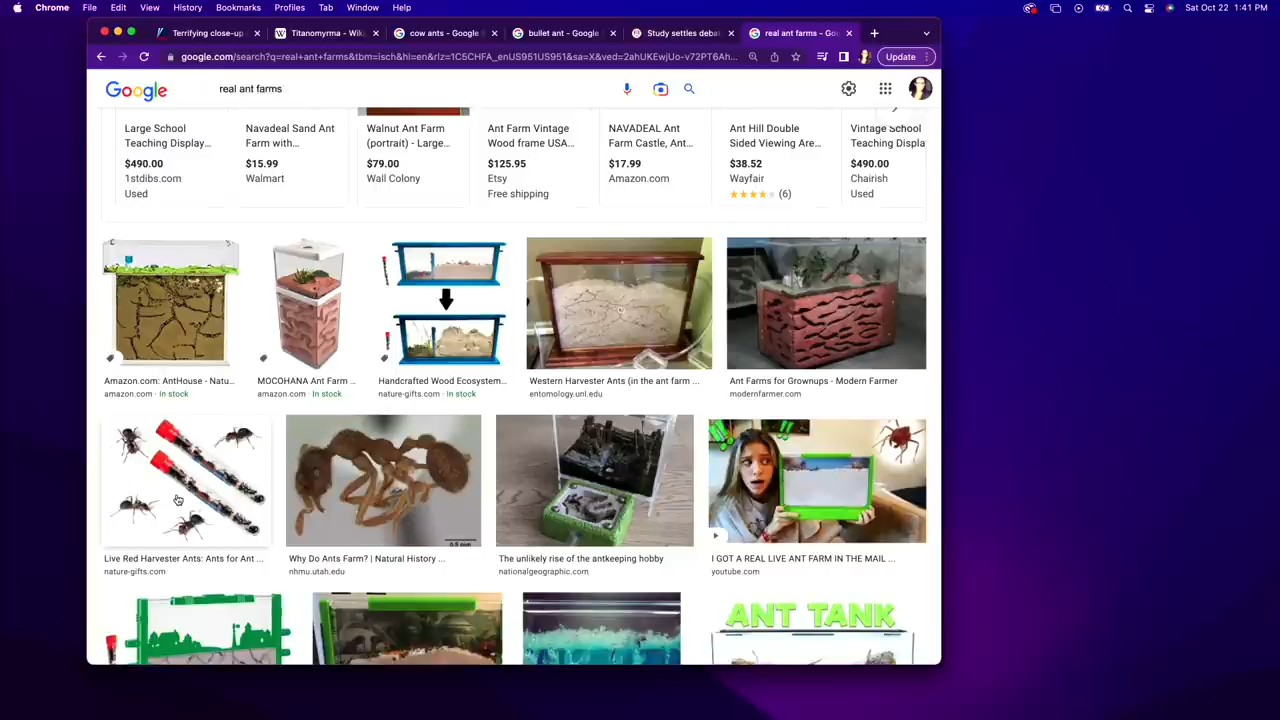 Chrome File Edit View History Bookmarks Profiles Tab Window Help Sat Oct 22 1:41 PM
Terrifying close-up Titanomyrma - Wiki cow ants - Google bullet ant - Google Study settles deba real ant farms - Goo
google.com/search?q=real+ant+farms&tbm=isch&hl=en&rlz=1C5CHFA_enUS951US951&sa=X&ved=2ahUKEwjUo-v72PT6Ah... Update
Google real ant farms
Large School Teaching Display...
$490.00
1stdibs.com
Used
Navadeal Sand Ant Farm with...
$15.99
Walmart
Walnut Ant Farm (portrait) - Large...
$79.00
Wall Colony
Ant Farm Vintage Wood frame USA...
$125.95
Etsy
Free shipping
NAVADEAL Ant Farm Castle, Ant...
$17.99
Amazon.com
Ant Hill Double Sided Viewing Are...
$38.52
Wayfair
(6)
Vintage School Teaching Displa
$490.00
Chairish
Used
Amazon.com: AntHouse - Natu...
amazon.com · In stock
MOCOHANA Ant Farm ...
amazon.com · In stock
Handcrafted Wood Ecosystem...
nature-gifts.com · In stock
Western Harvester Ants (in the ant farm ...
entomology.unl.edu
Ant Farms for Grownups - Modern Farmer
modernfarmer.com
0.5 mm
Live Red Harvester Ants: Ants for Ant ...
nature-gifts.com
Why Do Ants Farm? | Natural History ...
nhmu.utah.edu
The unlikely rise of the antkeeping hobby
nationalgeographic.com
I GOT A REAL LIVE ANT FARM IN THE MAIL ...
youtube.com
ANT TANK